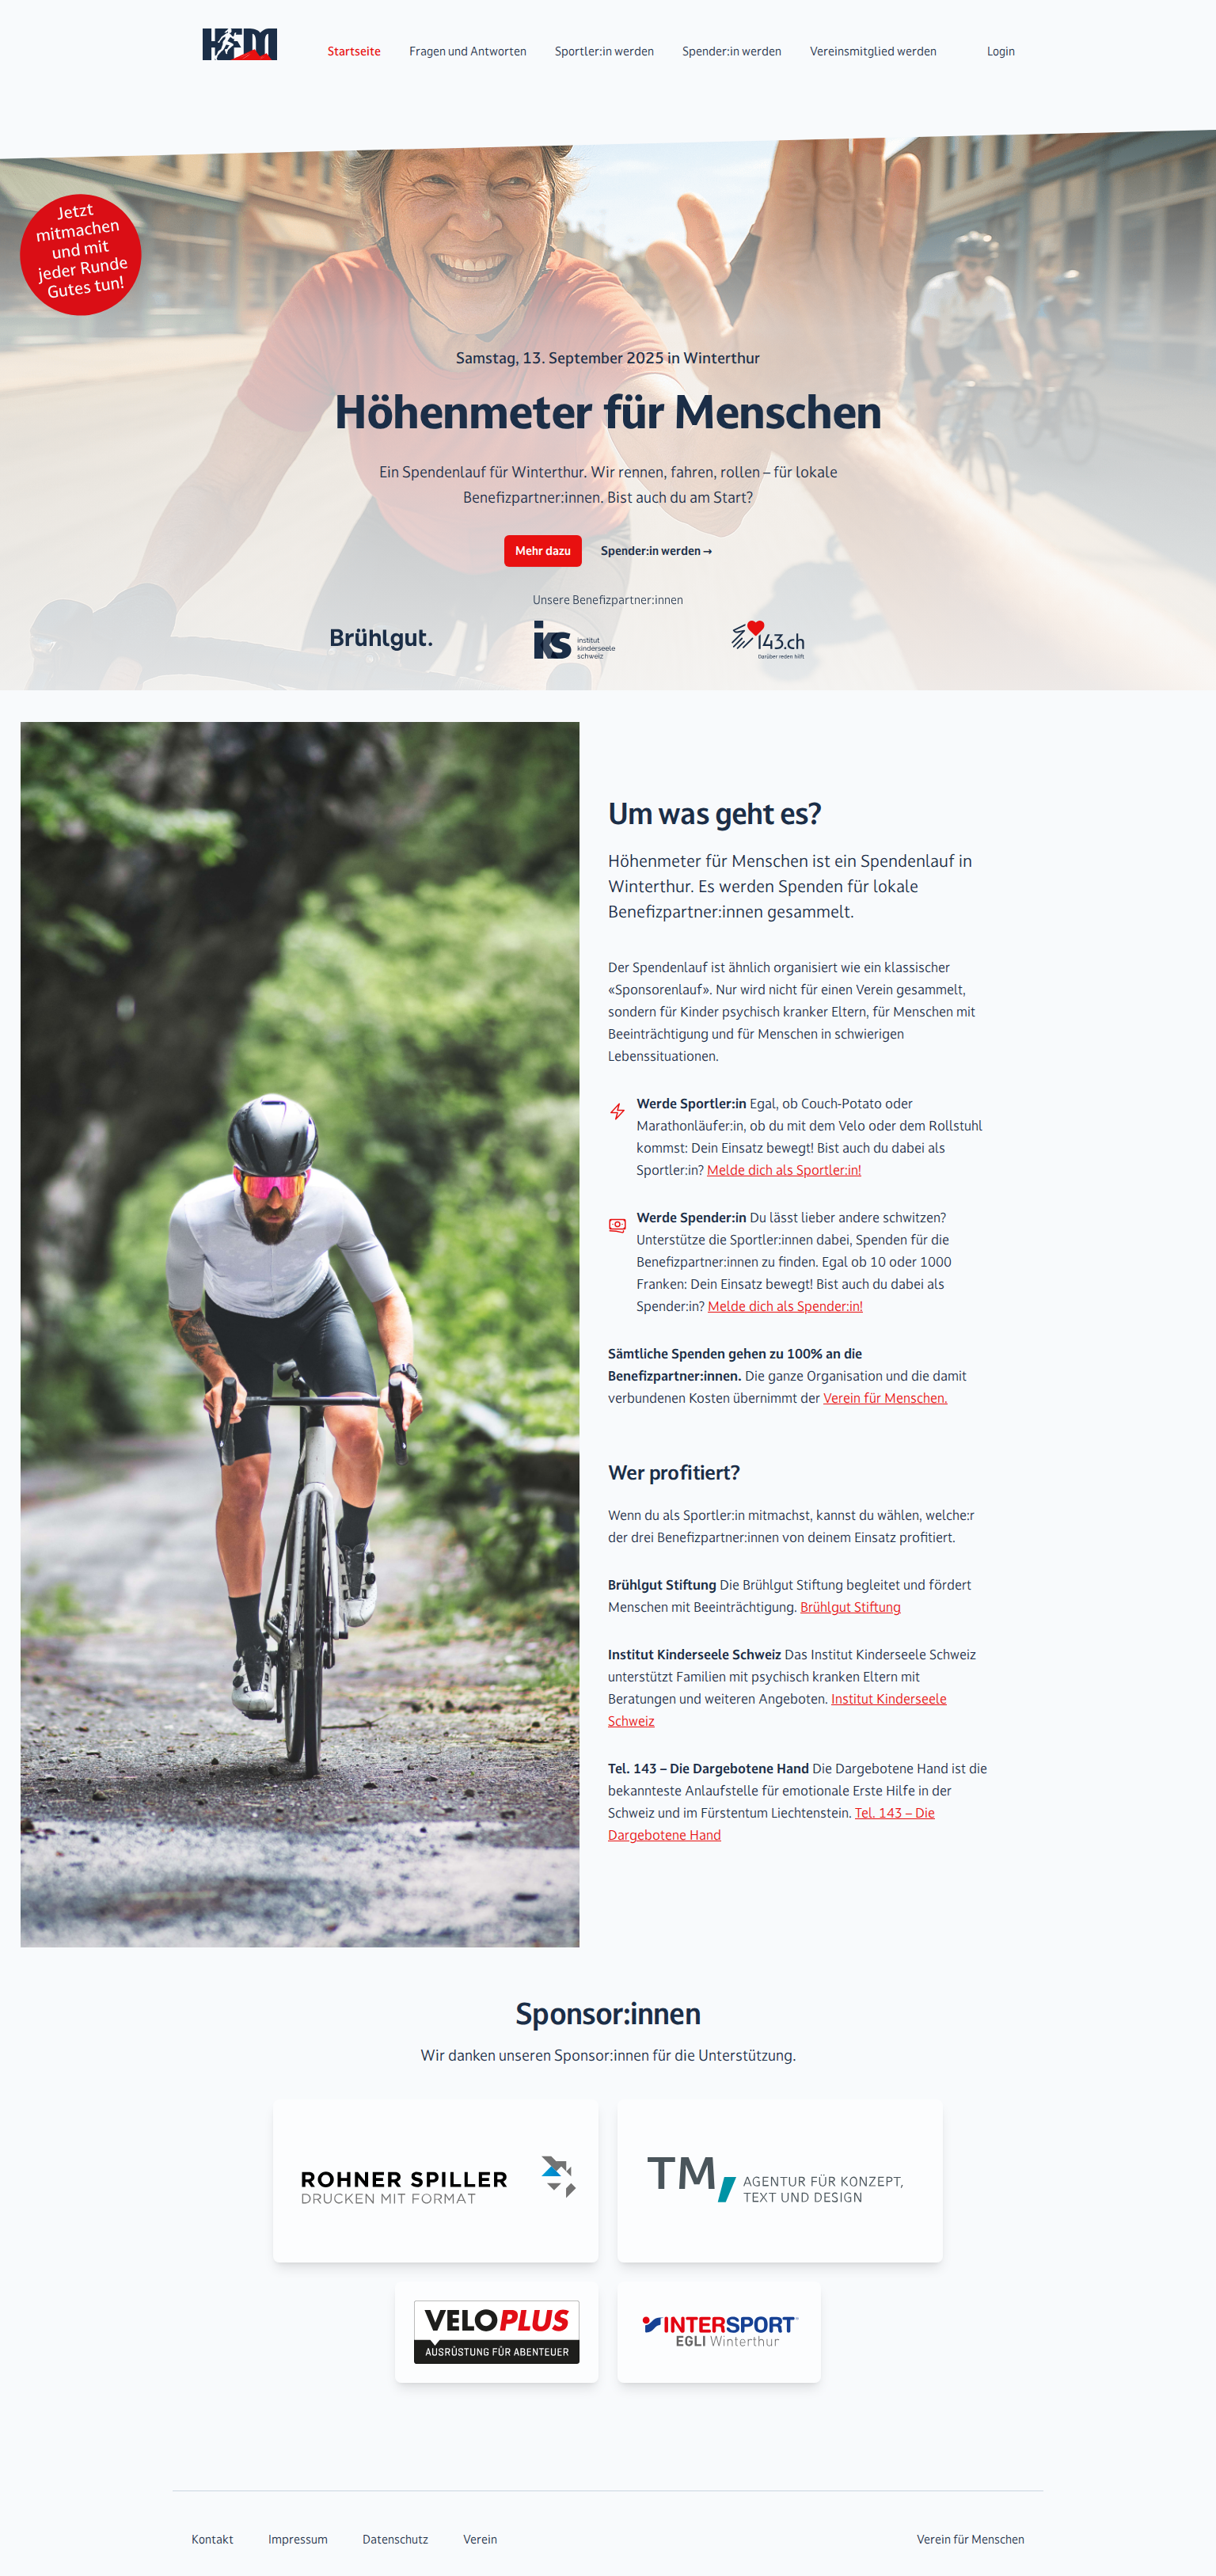 HFM
Startseite
Fragen und Antworten
Sportler:in werden
Spender:in werden
Vereinsmitglied werden
Login
Jetzt
mitmachen
und mit
jeder Runde
Gutes tun!
Samstag, 13. September 2025 in Winterthur
Höhenmeter für Menschen
Ein Spendenlauf für Winterthur. Wir rennen, fahren, rollen – für lokale
Benefizpartner:innen. Bist auch du am Start?
Mehr dazu
Spender:in werden →
Unsere Benefizpartner:innen
Brühlgut.
iks
institut
kinderseele
schweiz
143.ch
Darüber reden hilft.
Um was geht es?
Höhenmeter für Menschen ist ein Spendenlauf in
Winterthur. Es werden Spenden für lokale
Benefizpartner:innen gesammelt.
Der Spendenlauf ist ähnlich organisiert wie ein klassischer
«Sponsorenlauf». Nur wird nicht für einen Verein gesammelt,
sondern für Kinder psychisch kranker Eltern, für Menschen mit
Beeinträchtigung und für Menschen in schwierigen
Lebenssituationen.
Werde Sportler:in Egal, ob Couch-Potato oder
Marathonläufer:in, ob du mit dem Velo oder dem Rollstuhl
kommst: Dein Einsatz bewegt! Bist auch du dabei als
Sportler:in? Melde dich als Sportler:in!
Werde Spender:in Du lässt lieber andere schwitzen?
Unterstütze die Sportler:innen dabei, Spenden für die
Benefizpartner:innen zu finden. Egal ob 10 oder 1000
Franken: Dein Einsatz bewegt! Bist auch du dabei als
Spender:in? Melde dich als Spender:in!
Sämtliche Spenden gehen zu 100% an die
Benefizpartner:innen. Die ganze Organisation und die damit
verbundenen Kosten übernimmt der Verein für Menschen.
Wer profitiert?
Wenn du als Sportler:in mitmachst, kannst du wählen, welche:r
der drei Benefizpartner:innen von deinem Einsatz profitiert.
Brühlgut Stiftung Die Brühlgut Stiftung begleitet und fördert
Menschen mit Beeinträchtigung. Brühlgut Stiftung
Institut Kinderseele Schweiz Das Institut Kinderseele Schweiz
unterstützt Familien mit psychisch kranken Eltern mit
Beratungen und weiteren Angeboten. Institut Kinderseele
Schweiz
Tel. 143 – Die Dargebotene Hand Die Dargebotene Hand ist die
bekannteste Anlaufstelle für emotionale Erste Hilfe in der
Schweiz und im Fürstentum Liechtenstein. Tel. 143 – Die
Dargebotene Hand
Sponsor:innen
Wir danken unseren Sponsor:innen für die Unterstützung.
ROHNER SPILLER
DRUCKEN MIT FORMAT
TM,
AGENTUR FÜR KONZEPT,
TEXT UND DESIGN
VELOPLUS
AUSRÜSTUNG FÜR ABENTEUER
INTERSPORT
EGLI Winterthur
Kontakt
Impressum
Datenschutz
Verein
Verein für Menschen